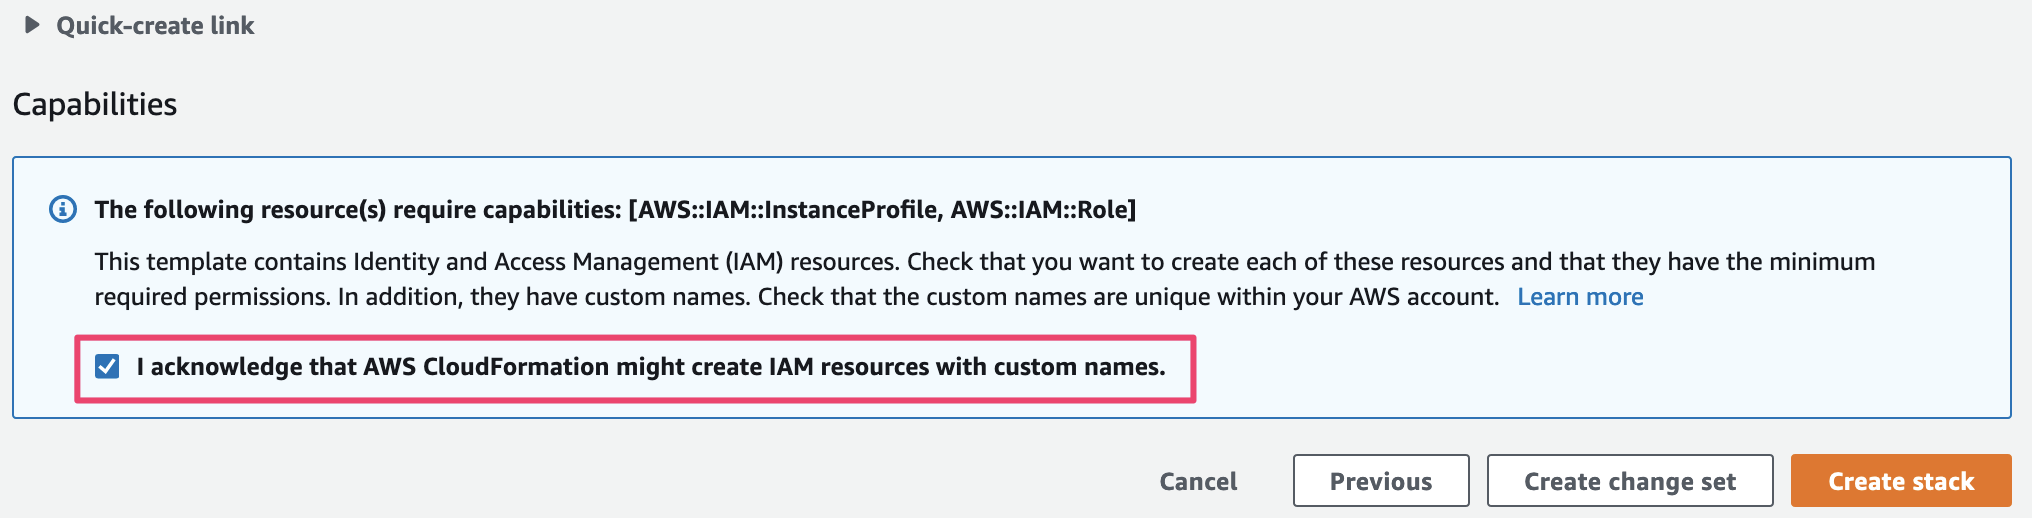 Quick-create link
Capabilities
The following resource(s) require capabilities: [AWS::IAM::InstanceProfile, AWS::IAM::Role]
This template contains Identity and Access Management (IAM) resources. Check that you want to create each of these resources and that they have the minimum
required permissions. In addition, they have custom names. Check that the custom names are unique within your AWS account. Learn more
I acknowledge that AWS CloudFormation might create IAM resources with custom names.
Cancel Previous Create change set Create stack